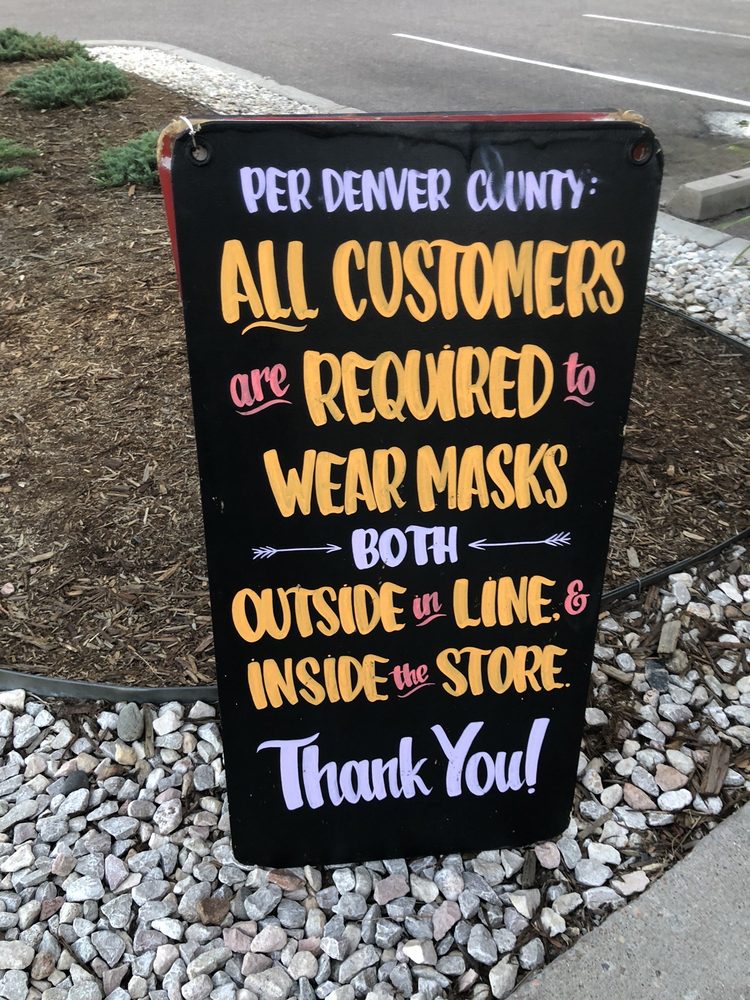 PER DENVER COUNTY:
ALL CUSTOMERS
are REQUIRED to
WEAR MASKS
BOTH
OUTSIDE in LINE, &
INSIDE the STORE.
Thank You!